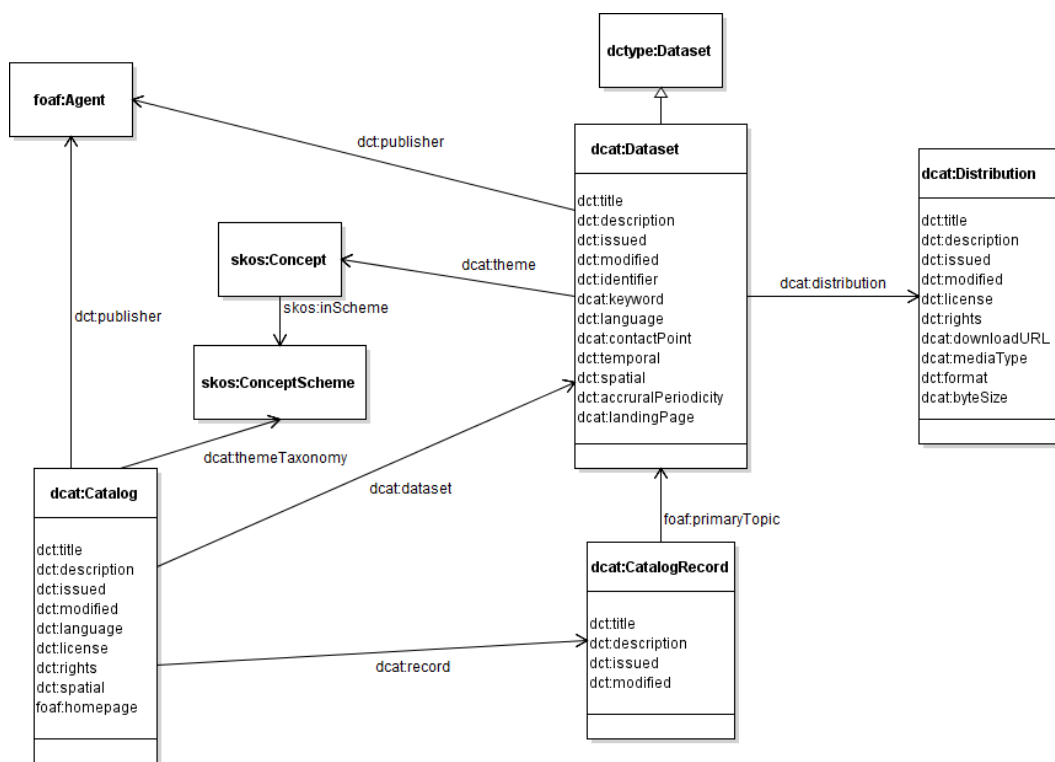 dctype:Dataset
foaf:Agent
dct:publisher
dcat:Dataset
dct:title
dct:description
dct:issued
dct:modified
dct:identifier
dcat:keyword
dct:language
dcat:contactPoint
dct:temporal
dct:spatial
dct:accruralPeriodicity
dcat:landingPage
dcat:Distribution
dct:title
dct:description
dct:issued
dct:modified
dct:license
dct:rights
dcat:downloadURL
dcat:mediaType
dct:format
dcat:byteSize
skos:Concept
dcat:theme
dcat:distribution
skos:inScheme
dct:publisher
skos:ConceptScheme
dcat:themeTaxonomy
dcat:dataset
dcat:Catalog
dct:title
dct:description
dct:issued
dct:modified
dct:language
dct:license
dct:rights
dct:spatial
foaf:homepage
foaf:primaryTopic
dcat:CatalogRecord
dct:title
dct:description
dct:issued
dct:modified
dcat:record